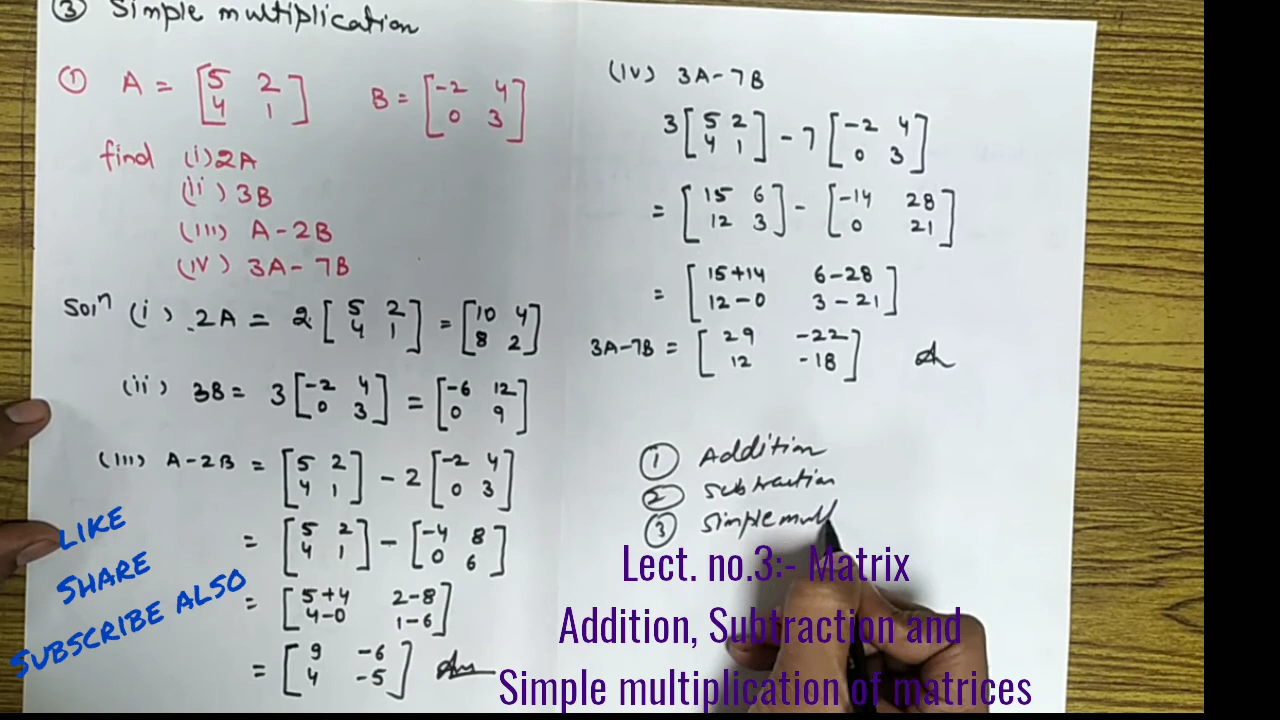 ③ Simple multiplication
① A = [5 2
4 1] B = [-2 4
0 3]
find (i) 2A
(ii) 3B
(iii) A-2B
(iv) 3A-7B
Solⁿ (i) 2A = 2 [5 2
4 1] = [10 4
8 2]
(ii) 3B = 3 [-2 4
0 3] = [-6 12
0 9]
(iii) A-2B = [5 2
4 1] - 2 [-2 4
0 3]
= [5 2
4 1] - [-4 8
0 6]
= [5+4 2-8
4-0 1-6]
= [9 -6
4 -5] Ans
(iv) 3A-7B
3 [5 2
4 1] - 7 [-2 4
0 3]
= [15 6
12 3] - [-14 28
0 21]
= [15+14 6-28
12-0 3-21]
3A-7B = [29 -22
12 -18]
① Addition
② subtraction
③ simple mul
LIKE
SHARE
SUBSCRIBE ALSO
Lect. no.3:- Matrix
Addition, Subtraction and
Simple multiplication of matrices